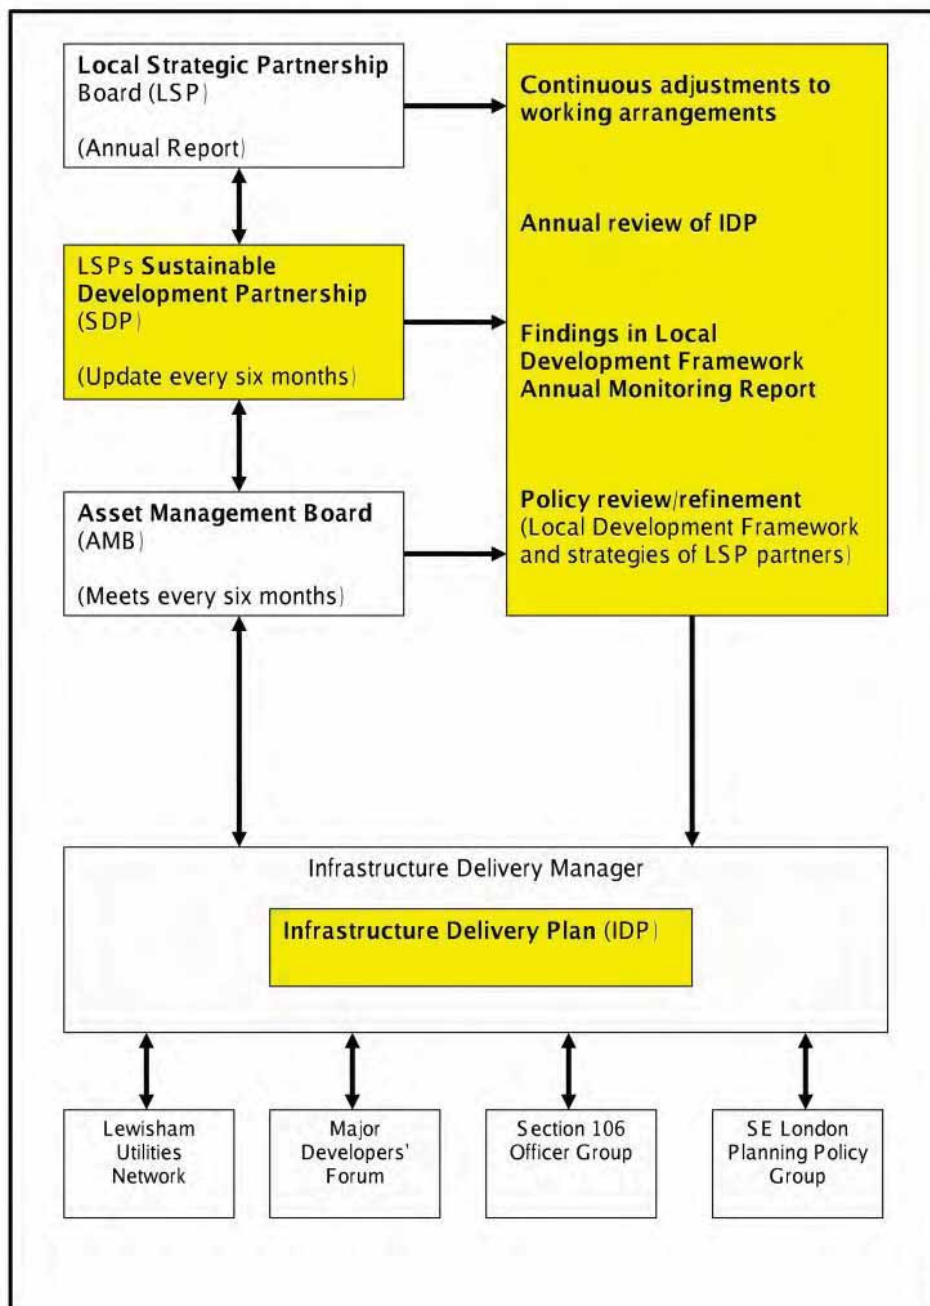 Local Strategic Partnership
Board (LSP)
(Annual Report)
Continuous adjustments to
working arrangements
Annual review of IDP
Findings in Local
Development Framework
Annual Monitoring Report
Policy review/refinement
(Local Development Framework
and strategies of LSP partners)
LSPs Sustainable
Development Partnership
(SDP)
(Update every six months)
Asset Management Board
(AMB)
(Meets every six months)
Infrastructure Delivery Manager
Infrastructure Delivery Plan (IDP)
Lewisham
Utilities
Network
Major
Developers'
Forum
Section 106
Officer Group
SE London
Planning Policy
Group